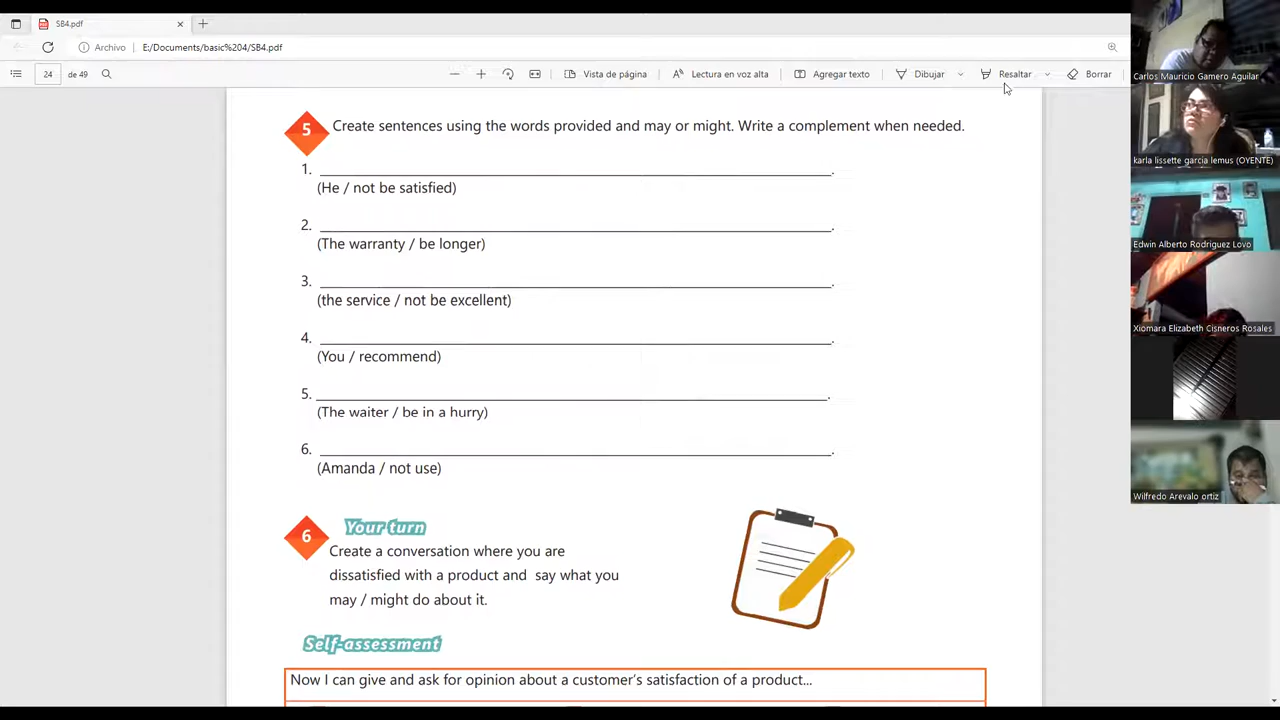 SB4.pdf
Archivo
E:/Documents/basic%204/SB4.pdf
24
de 49
Vista de página
Lectura en voz alta
Agregar texto
Dibujar
Resaltar
Borrar
5
Create sentences using the words provided and may or might. Write a complement when needed.
1. ________.
(He / not be satisfied)
2. ________.
(The warranty / be longer)
3. ________.
(the service / not be excellent)
4. ________.
(You / recommend)
5. ________.
(The waiter / be in a hurry)
6. ________.
(Amanda / not use)
6
Your turn
Create a conversation where you are
dissatisfied with a product and say what you
may / might do about it.
Self-assessment
Now I can give and ask for opinion about a customer's satisfaction of a product...
Carlos Mauricio Gamero Aguilar
karla lissette garcia lemus (OYENTE)
Edwin Alberto Rodriguez Lovo
Xiomara Elizabeth Cisneros Rosales
Wilfredo Arevalo ortiz